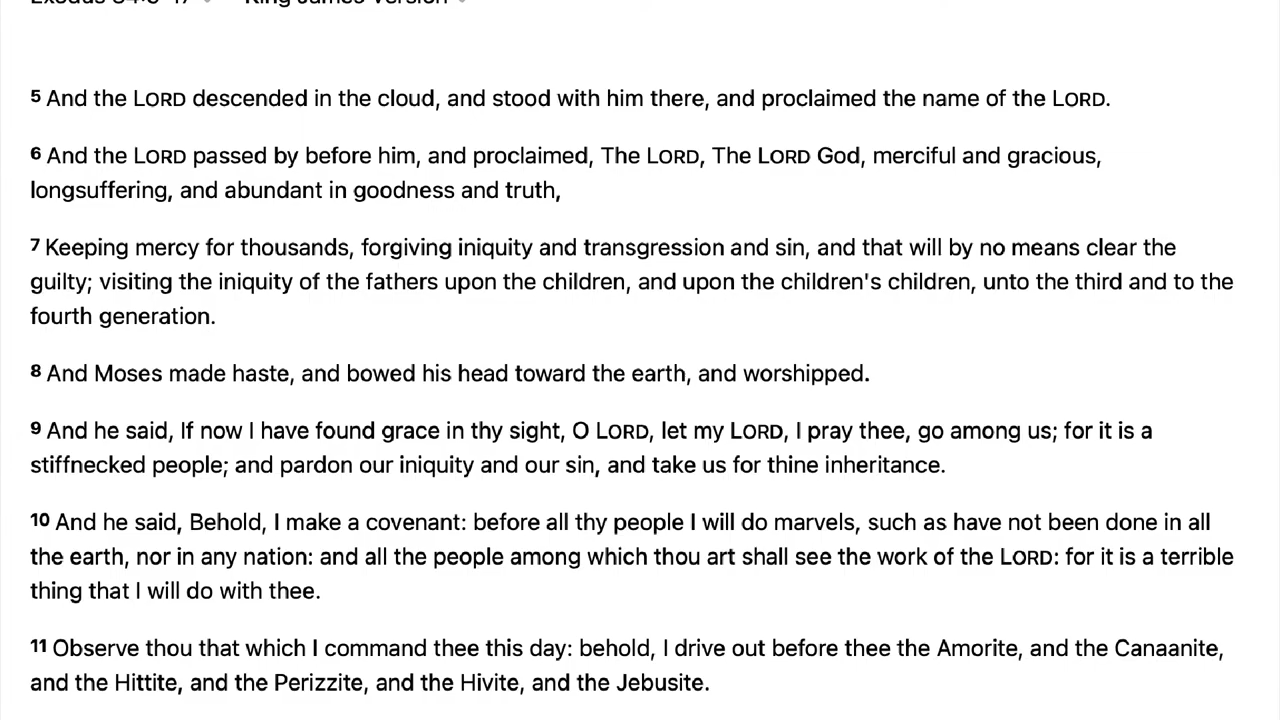 5 And the LORD descended in the cloud, and stood with him there, and proclaimed the name of the LORD.
6 And the LORD passed by before him, and proclaimed, The LORD, The LORD God, merciful and gracious,
longsuffering, and abundant in goodness and truth,
7 Keeping mercy for thousands, forgiving iniquity and transgression and sin, and that will by no means clear the
guilty; visiting the iniquity of the fathers upon the children, and upon the children's children, unto the third and to the
fourth generation.
8 And Moses made haste, and bowed his head toward the earth, and worshipped.
9 And he said, If now I have found grace in thy sight, O LORD, let my LORD, I pray thee, go among us; for it is a
stiffnecked people; and pardon our iniquity and our sin, and take us for thine inheritance.
10 And he said, Behold, I make a covenant: before all thy people I will do marvels, such as have not been done in all
the earth, nor in any nation: and all the people among which thou art shall see the work of the LORD: for it is a terrible
thing that I will do with thee.
11 Observe thou that which I command thee this day: behold, I drive out before thee the Amorite, and the Canaanite,
and the Hittite, and the Perizzite, and the Hivite, and the Jebusite.